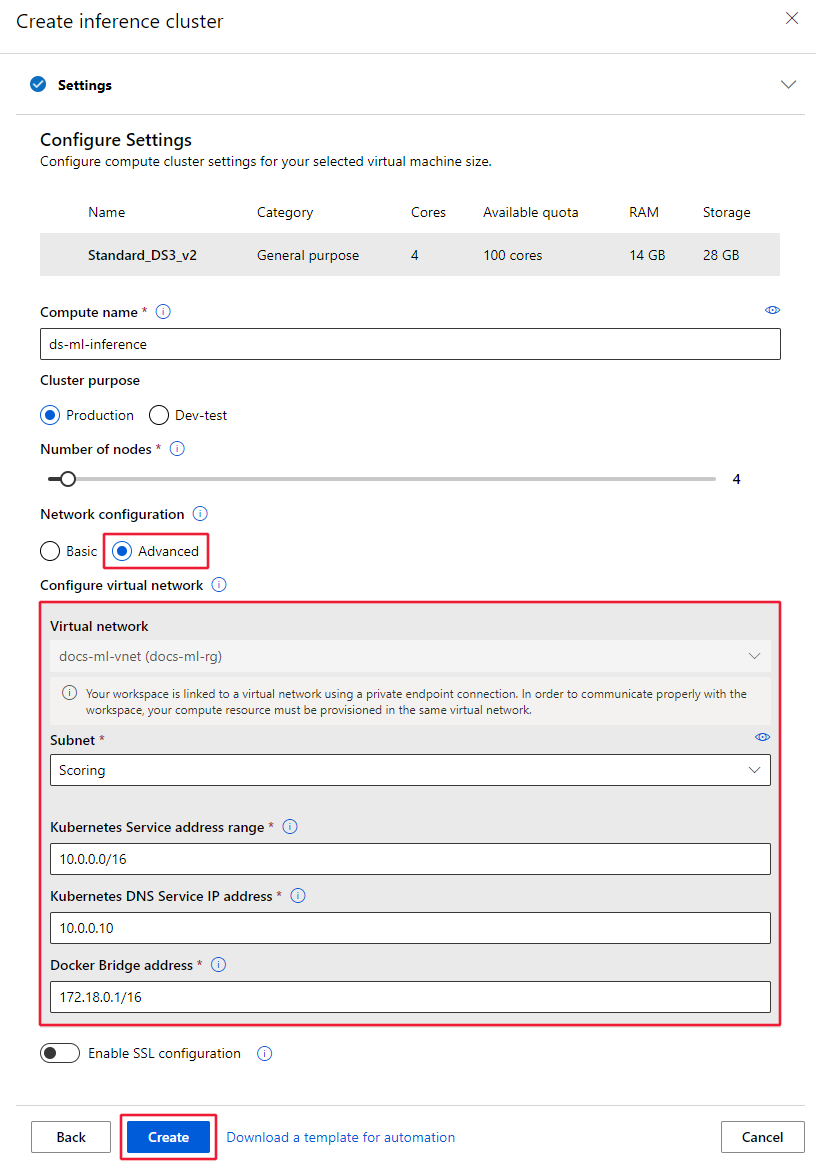 Create inference cluster
Settings
Configure Settings
Configure compute cluster settings for your selected virtual machine size.
Name Category Cores Available quota RAM Storage
Standard_DS3_v2 General purpose 4 100 cores 14 GB 28 GB
Compute name *
ds-ml-inference
Cluster purpose
Production Dev-test
Number of nodes *
4
Network configuration
Basic Advanced
Configure virtual network
Virtual network
docs-ml-vnet (docs-ml-rg)
Your workspace is linked to a virtual network using a private endpoint connection. In order to communicate properly with the
workspace, your compute resource must be provisioned in the same virtual network.
Subnet *
Scoring
Kubernetes Service address range *
10.0.0.0/16
Kubernetes DNS Service IP address *
10.0.0.10
Docker Bridge address *
172.18.0.1/16
Enable SSL configuration
Back Create Download a template for automation Cancel